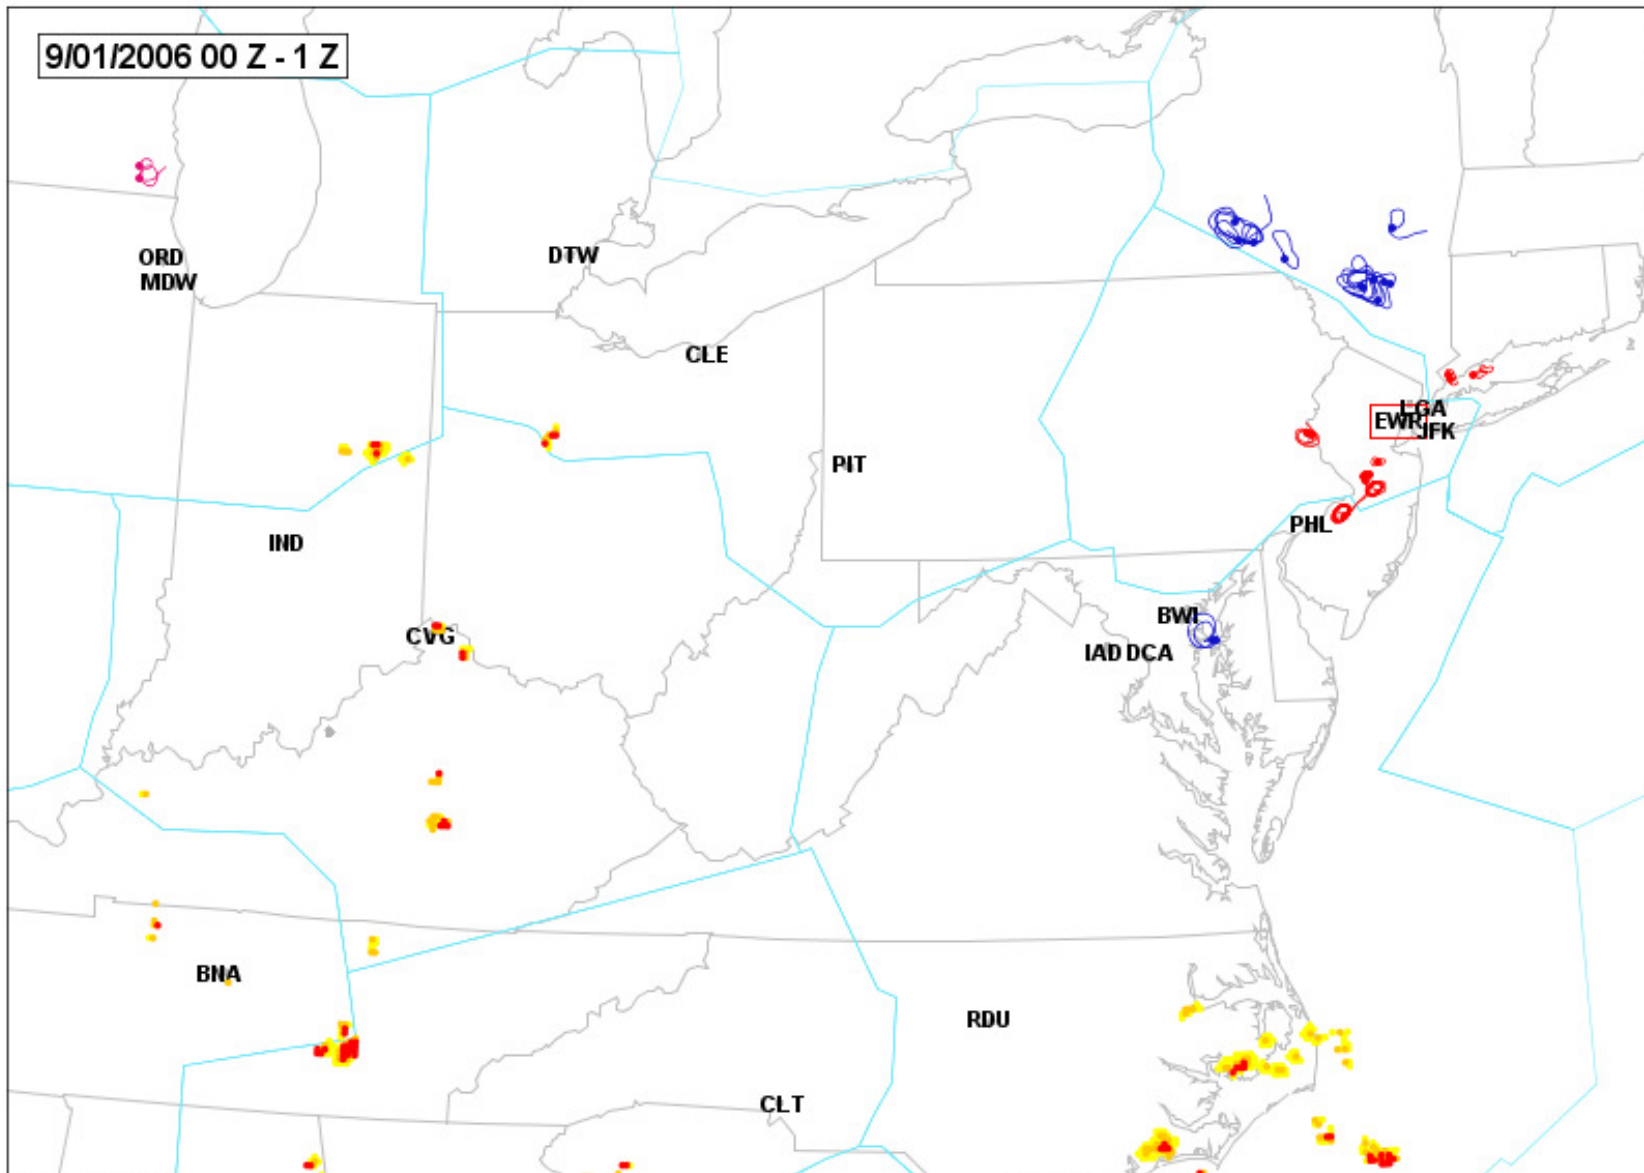 9/01/2006 00 Z - 1 Z
ORD
MDW
DTW
CLE
LGA
EWR
JFK
PIT
PHL
IND
BWI
CVG
IAD DCA
BNA
RDU
CLT